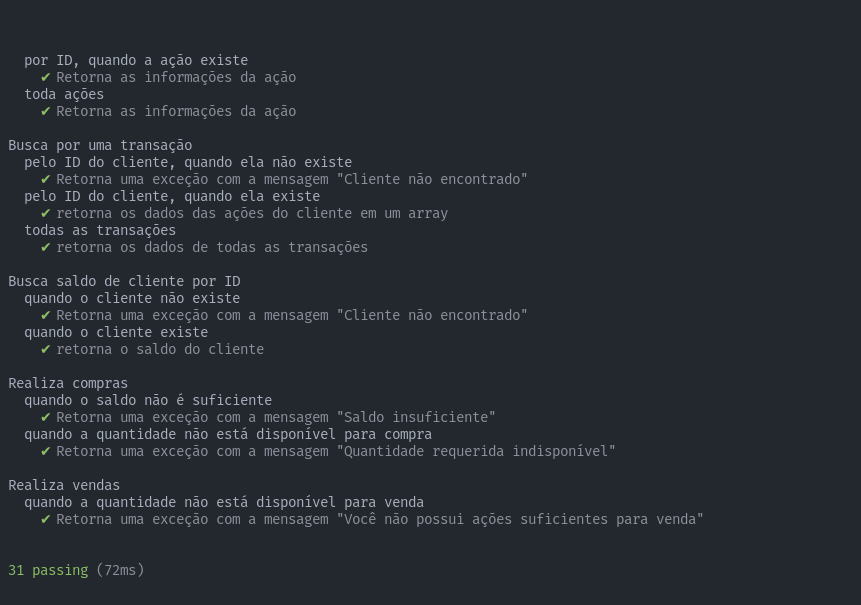 por ID, quando a ação existe
✔ Retorna as informações da ação
toda ações
✔ Retorna as informações da ação
Busca por uma transação
pelo ID do cliente, quando ela não existe
✔ Retorna uma exceção com a mensagem "Cliente não encontrado"
pelo ID do cliente, quando ela existe
✔ retorna os dados das ações do cliente em um array
todas as transações
✔ retorna os dados de todas as transações
Busca saldo de cliente por ID
quando o cliente não existe
✔ Retorna uma exceção com a mensagem "Cliente não encontrado"
quando o cliente existe
✔ retorna o saldo do cliente
Realiza compras
quando o saldo não é suficiente
✔ Retorna uma exceção com a mensagem "Saldo insuficiente"
quando a quantidade não está disponível para compra
✔ Retorna uma exceção com a mensagem "Quantidade requerida indisponível"
Realiza vendas
quando a quantidade não está disponível para venda
✔ Retorna uma exceção com a mensagem "Você não possui ações suficientes para venda"
31 passing (72ms)